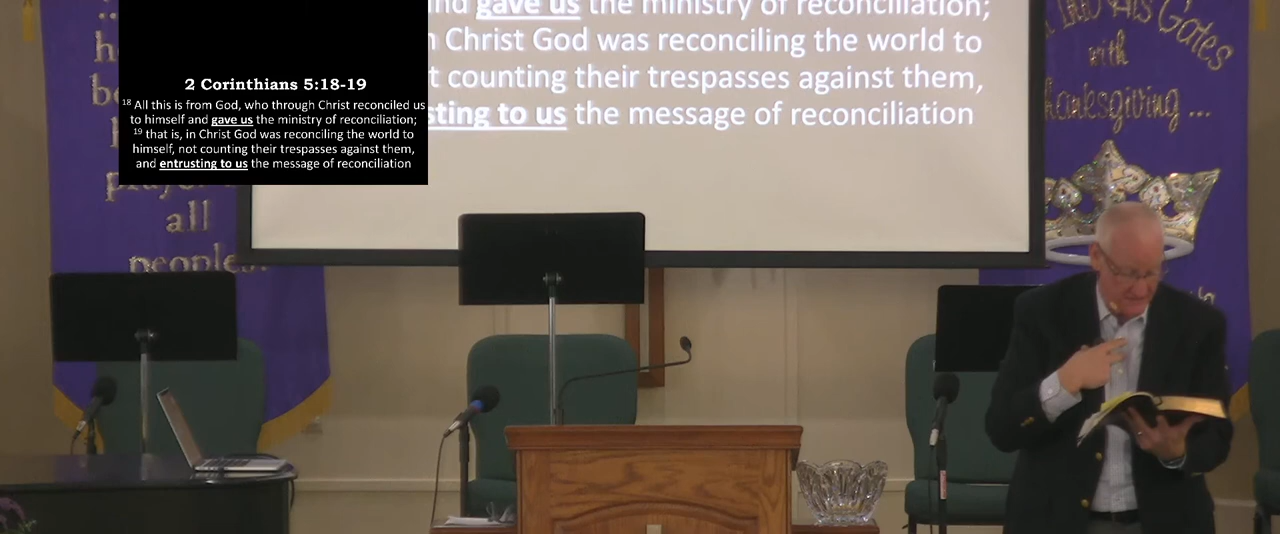 2 Corinthians 5:18-19
18 All this is from God, who through Christ reconciled us
to himself and gave us the ministry of reconciliation;
19 that is, in Christ God was reconciling the world to
himself, not counting their trespasses against them,
and entrusting to us the message of reconciliation
gave us the ministry of reconciliation;
Christ God was reconciling the world to
counting their trespasses against them,
to us the message of reconciliation
all
peoples.
His Gates
with